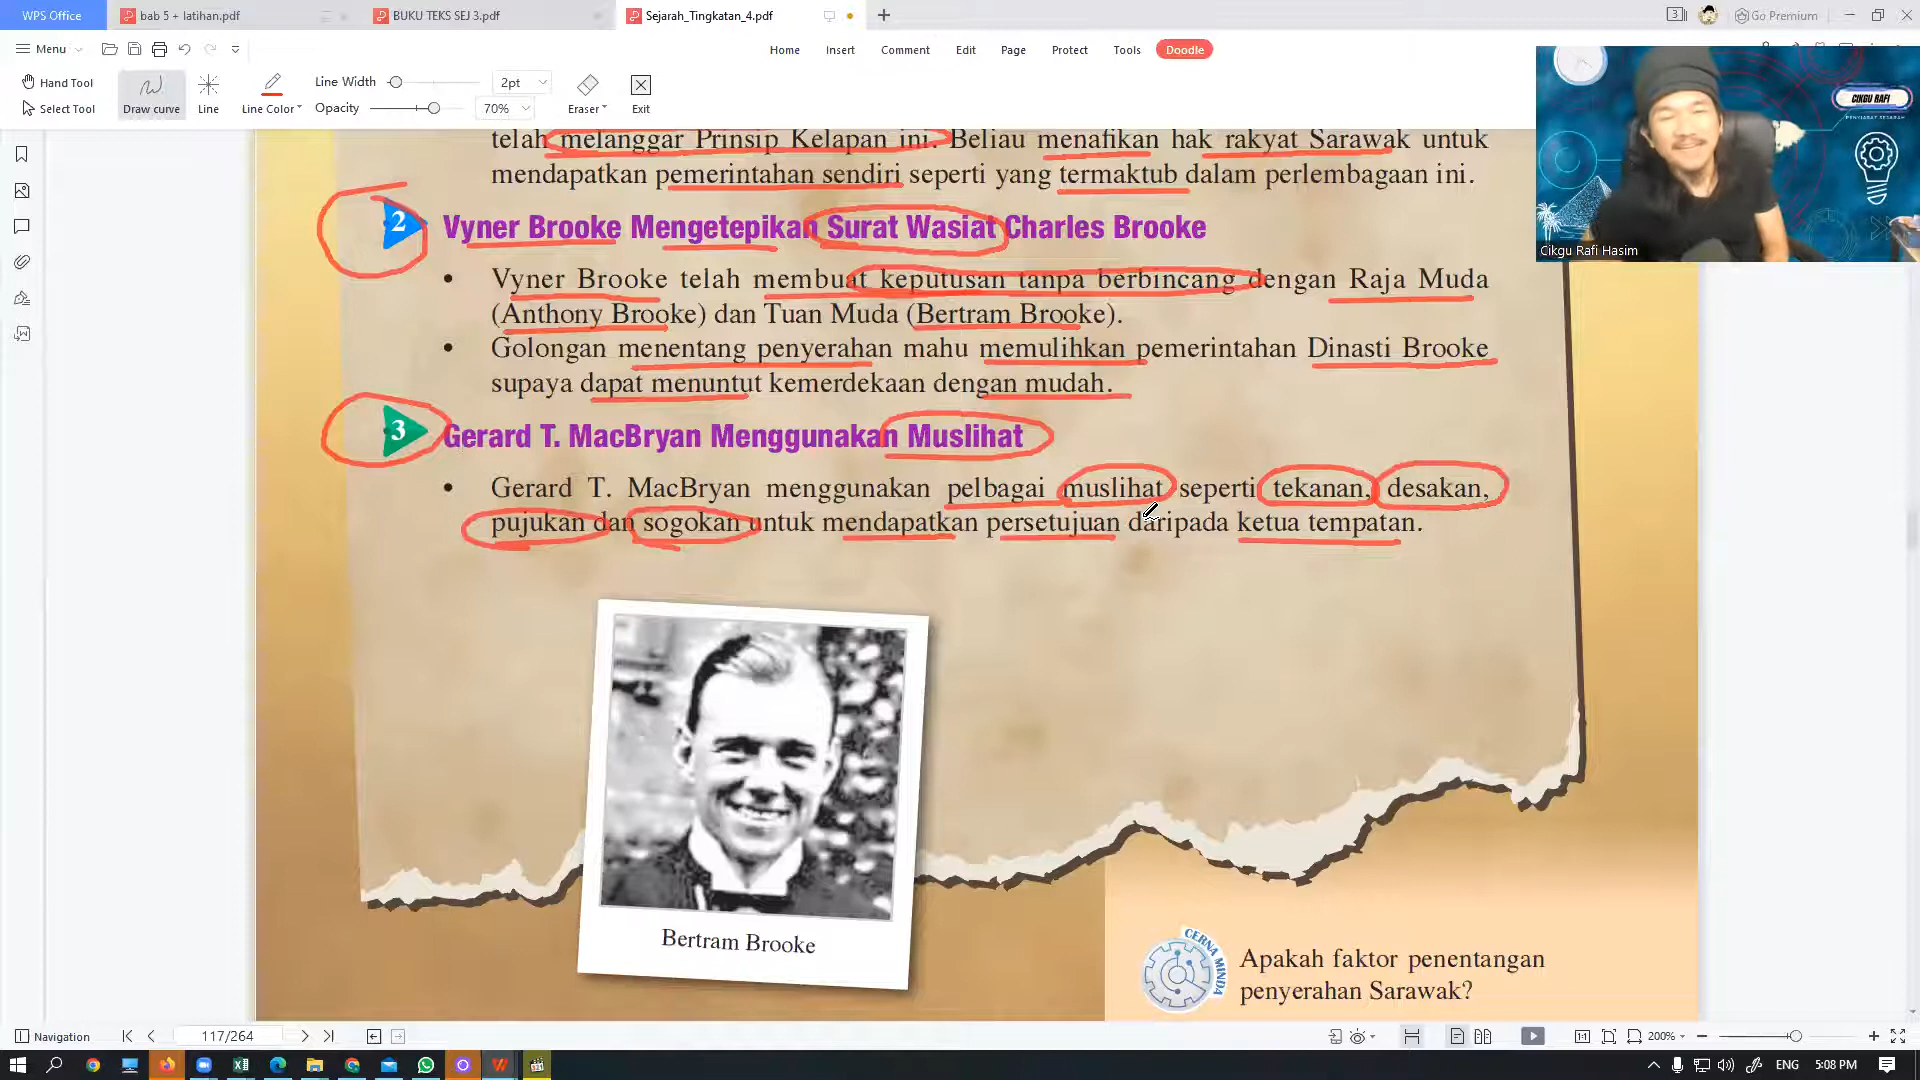 WPS Office
bab 5 + latihan.pdf
BUKU TEKS SEJ 3.pdf
Sejarah_Tingkatan_4.pdf
3
Go Premium
Menu
Home
Insert
Comment
Edit
Page
Protect
Tools
Doodle
Hand Tool
Select Tool
Draw curve
Line
Line Color
Line Width
2pt
Opacity
70%
Eraser
Exit
CIKGU RAFI
PENYIARAT SEJARAH
Cikgu Rafi Hasim
telah melanggar Prinsip Kelapan ini. Beliau menafikan hak rakyat Sarawak untuk
mendapatkan pemerintahan sendiri seperti yang termaktub dalam perlembagaan ini.
2 Vyner Brooke Mengetepikan Surat Wasiat Charles Brooke
• Vyner Brooke telah membuat keputusan tanpa berbincang dengan Raja Muda
(Anthony Brooke) dan Tuan Muda (Bertram Brooke).
• Golongan menentang penyerahan mahu memulihkan pemerintahan Dinasti Brooke
supaya dapat menuntut kemerdekaan dengan mudah.
3 Gerard T. MacBryan Menggunakan Muslihat
• Gerard T. MacBryan menggunakan pelbagai muslihat seperti tekanan, desakan,
pujukan dan sogokan untuk mendapatkan persetujuan daripada ketua tempatan.
Bertram Brooke
CERNA MINDA
Apakah faktor penentangan
penyerahan Sarawak?
Navigation
117/264
200%
ENG
5:08 PM